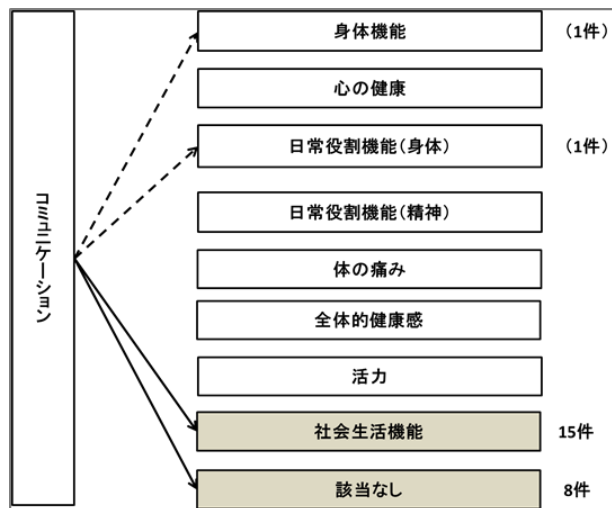 コミュニケーション
身体機能 （1件）
心の健康
日常役割機能（身体） （1件）
日常役割機能（精神）
体の痛み
全体的健康感
活力
社会生活機能 15件
該当なし 8件